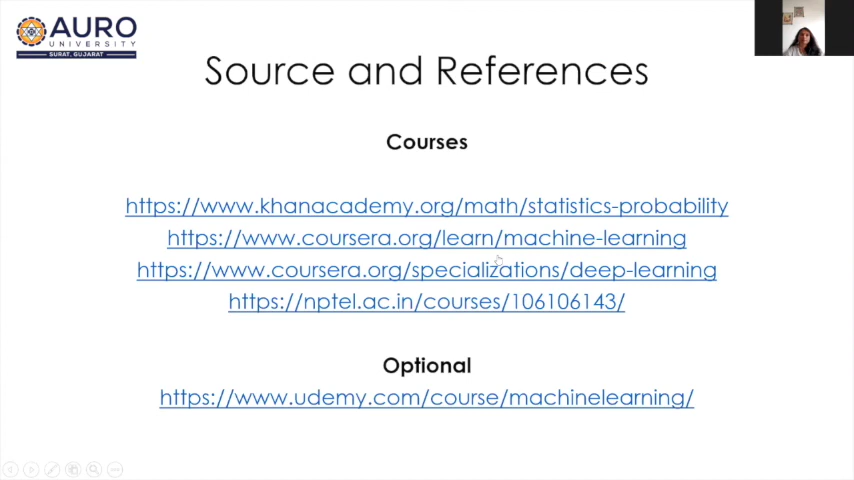 AURO
UNIVERSITY
SURAT, GUJARAT
Source and References
Courses
https://www.khanacademy.org/math/statistics-probability
https://www.coursera.org/learn/machine-learning
https://www.coursera.org/specializations/deep-learning
https://nptel.ac.in/courses/106106143/
Optional
https://www.udemy.com/course/machinelearning/